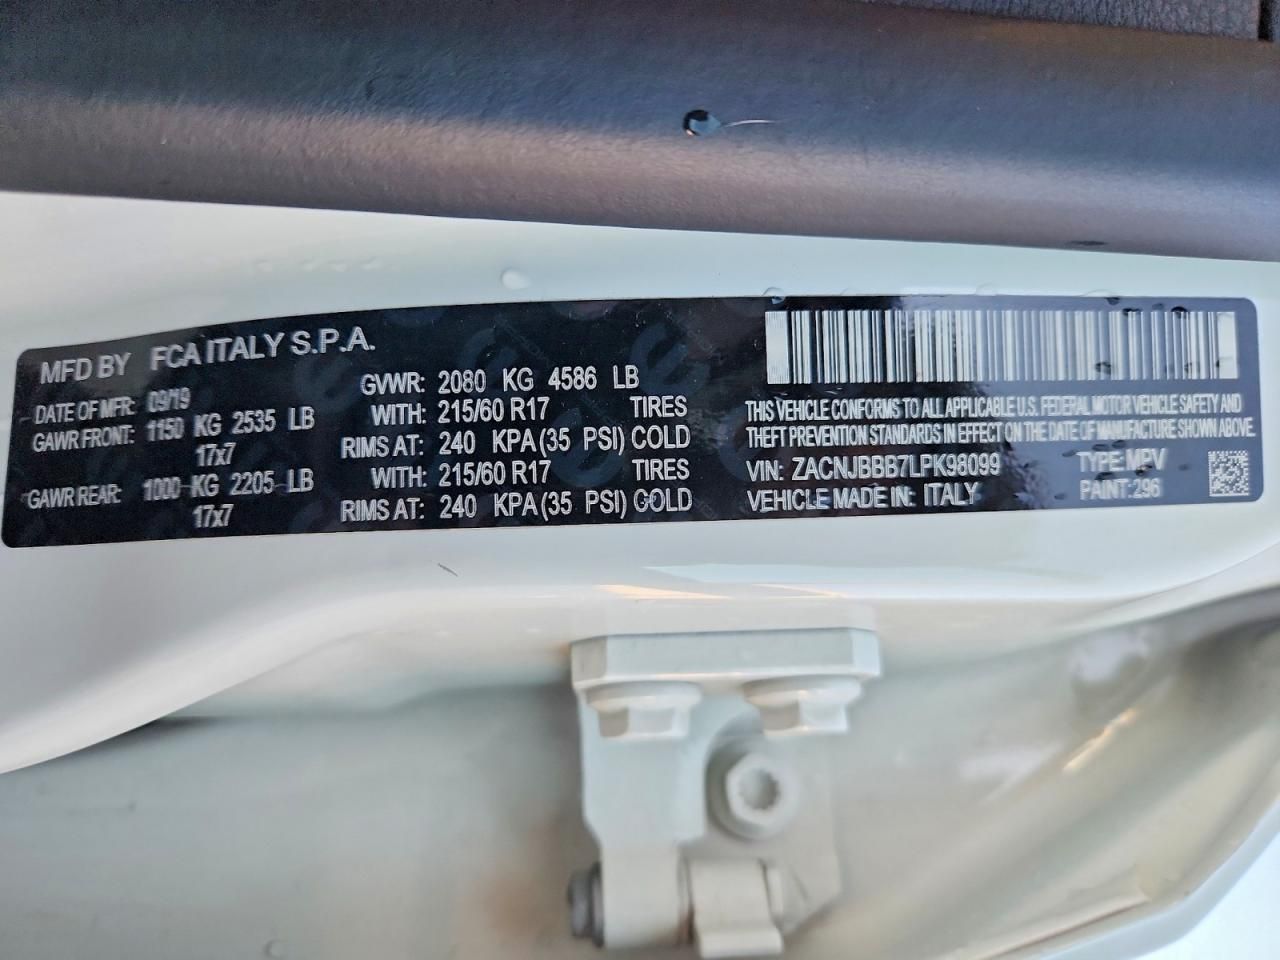 MFD BY FCA ITALY S.P.A.
DATE OF MFR: 09/19 GVWR: 2080 KG 4586 LB
GAWR FRONT: 1150 KG 2535 LB WITH: 215/60 R17 TIRES
17x7 RIMS AT: 240 KPA(35 PSI) COLD
GAWR REAR: 1000 KG 2205 LB WITH: 215/60 R17 TIRES
17x7 RIMS AT: 240 KPA(35 PSI) COLD
THIS VEHICLE CONFORMS TO ALL APPLICABLE U.S. FEDERAL MOTOR VEHICLE SAFETY AND
THEFT PREVENTION STANDARDS IN EFFECT ON THE DATE OF MANUFACTURE SHOWN ABOVE.
VIN: ZACNJBBB7LPK98099 TYPE: MPV
VEHICLE MADE IN: ITALY PAINT: 296